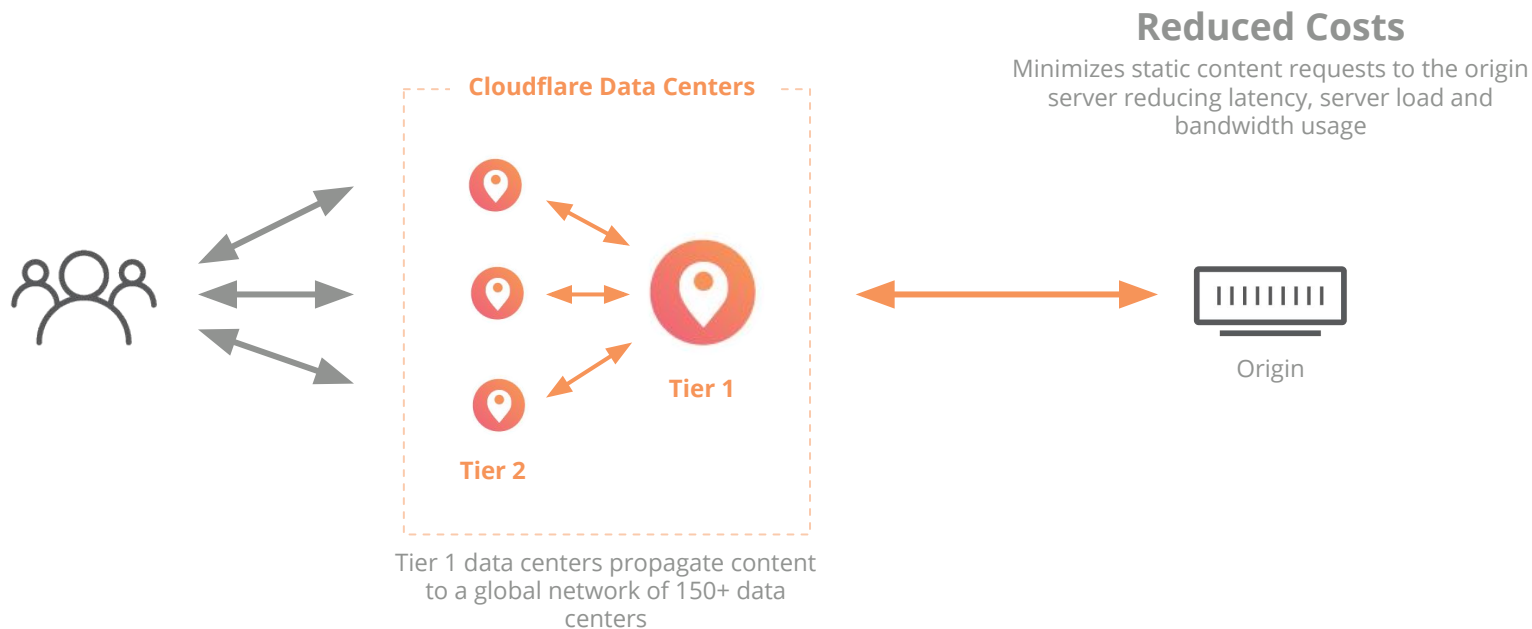 Reduced Costs
Minimizes static content requests to the origin
server reducing latency, server load and
bandwidth usage
Cloudflare Data Centers
Tier 1
Tier 2
Origin
Tier 1 data centers propagate content
to a global network of 150+ data
centers